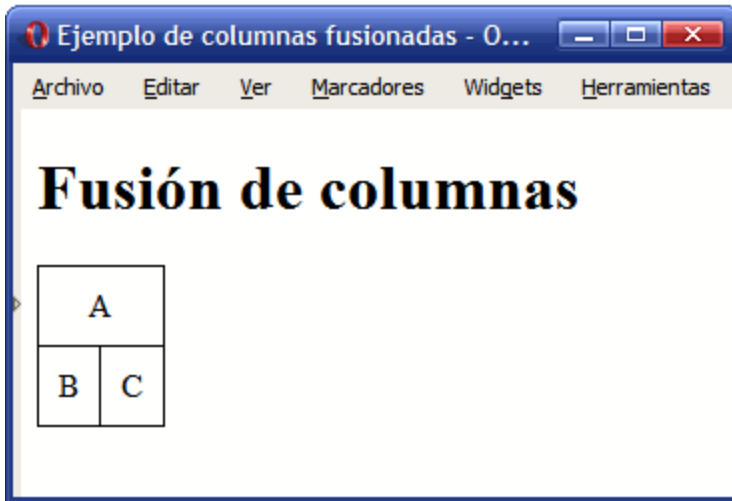 Ejemplo de columnas fusionadas - O...
Archivo Editar Ver Marcadores Widgets Herramientas
Fusión de columnas
A
B C